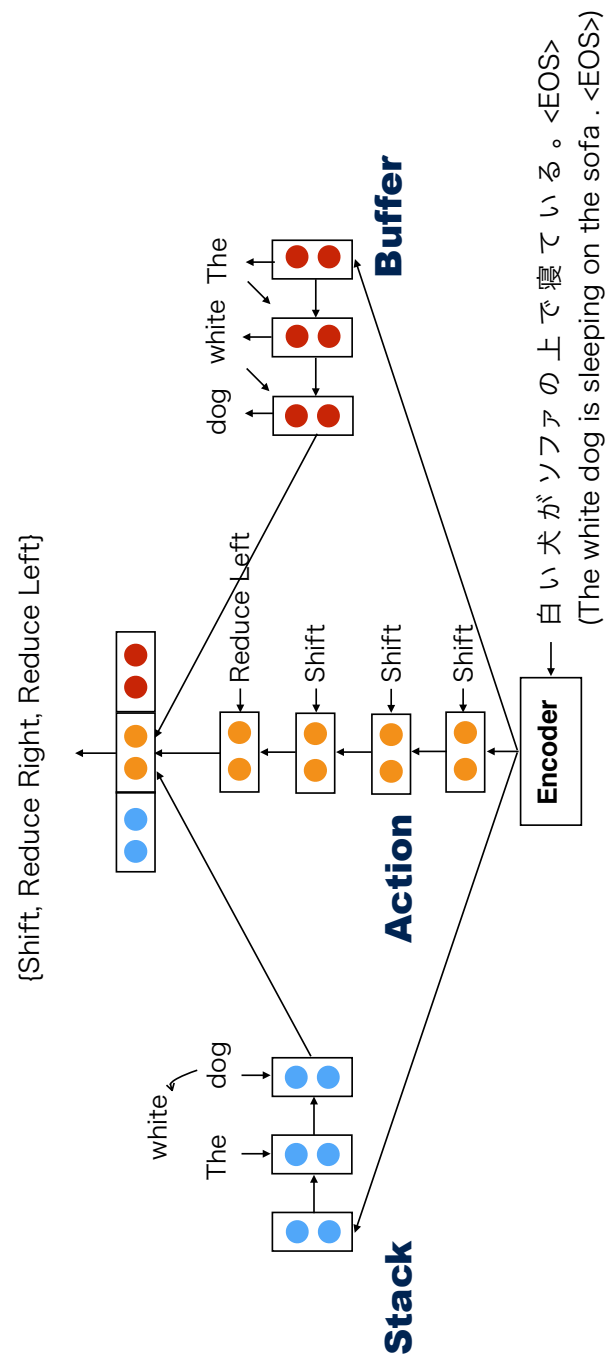 {Shift, Reduce Right, Reduce Left}
white
The
dog
Stack
Reduce Left
Shift
Shift
Shift
Action
dog
white
The
Buffer
Encoder
白 い 犬 が ソ フ ァ の 上 で 寝 て い る 。 <EOS>
(The white dog is sleeping on the sofa . <EOS>)